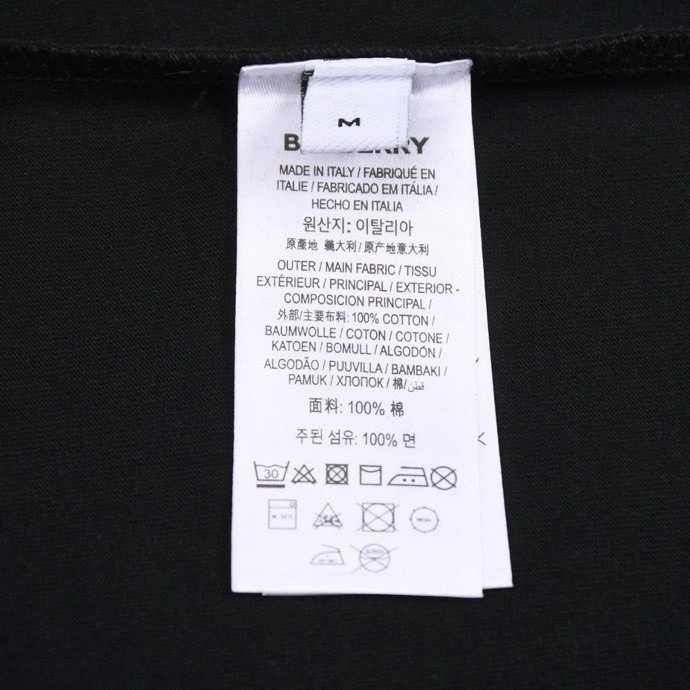 M
MADE IN ITALY / FABRIQUÉ EN
ITALIE / FABRICADO EM ITÁLIA /
HECHO EN ITALIA
원산지: 이탈리아
原產地 義大利 / 原产地意大利
OUTER / MAIN FABRIC / TISSU
EXTÉRIEUR / PRINCIPAL / EXTERIOR -
COMPOSICION PRINCIPAL /
外部/主要布料: 100% COTTON /
BAUMWOLLE / COTON / COTONE /
KATOEN / BOMULL / ALGODÓN /
ALGODÃO / PUUVILLA / BAMBAKI /
PAMUK / ХЛОПОК / 棉/قطن
面料: 100% 棉
주된 섬유: 100% 면
30